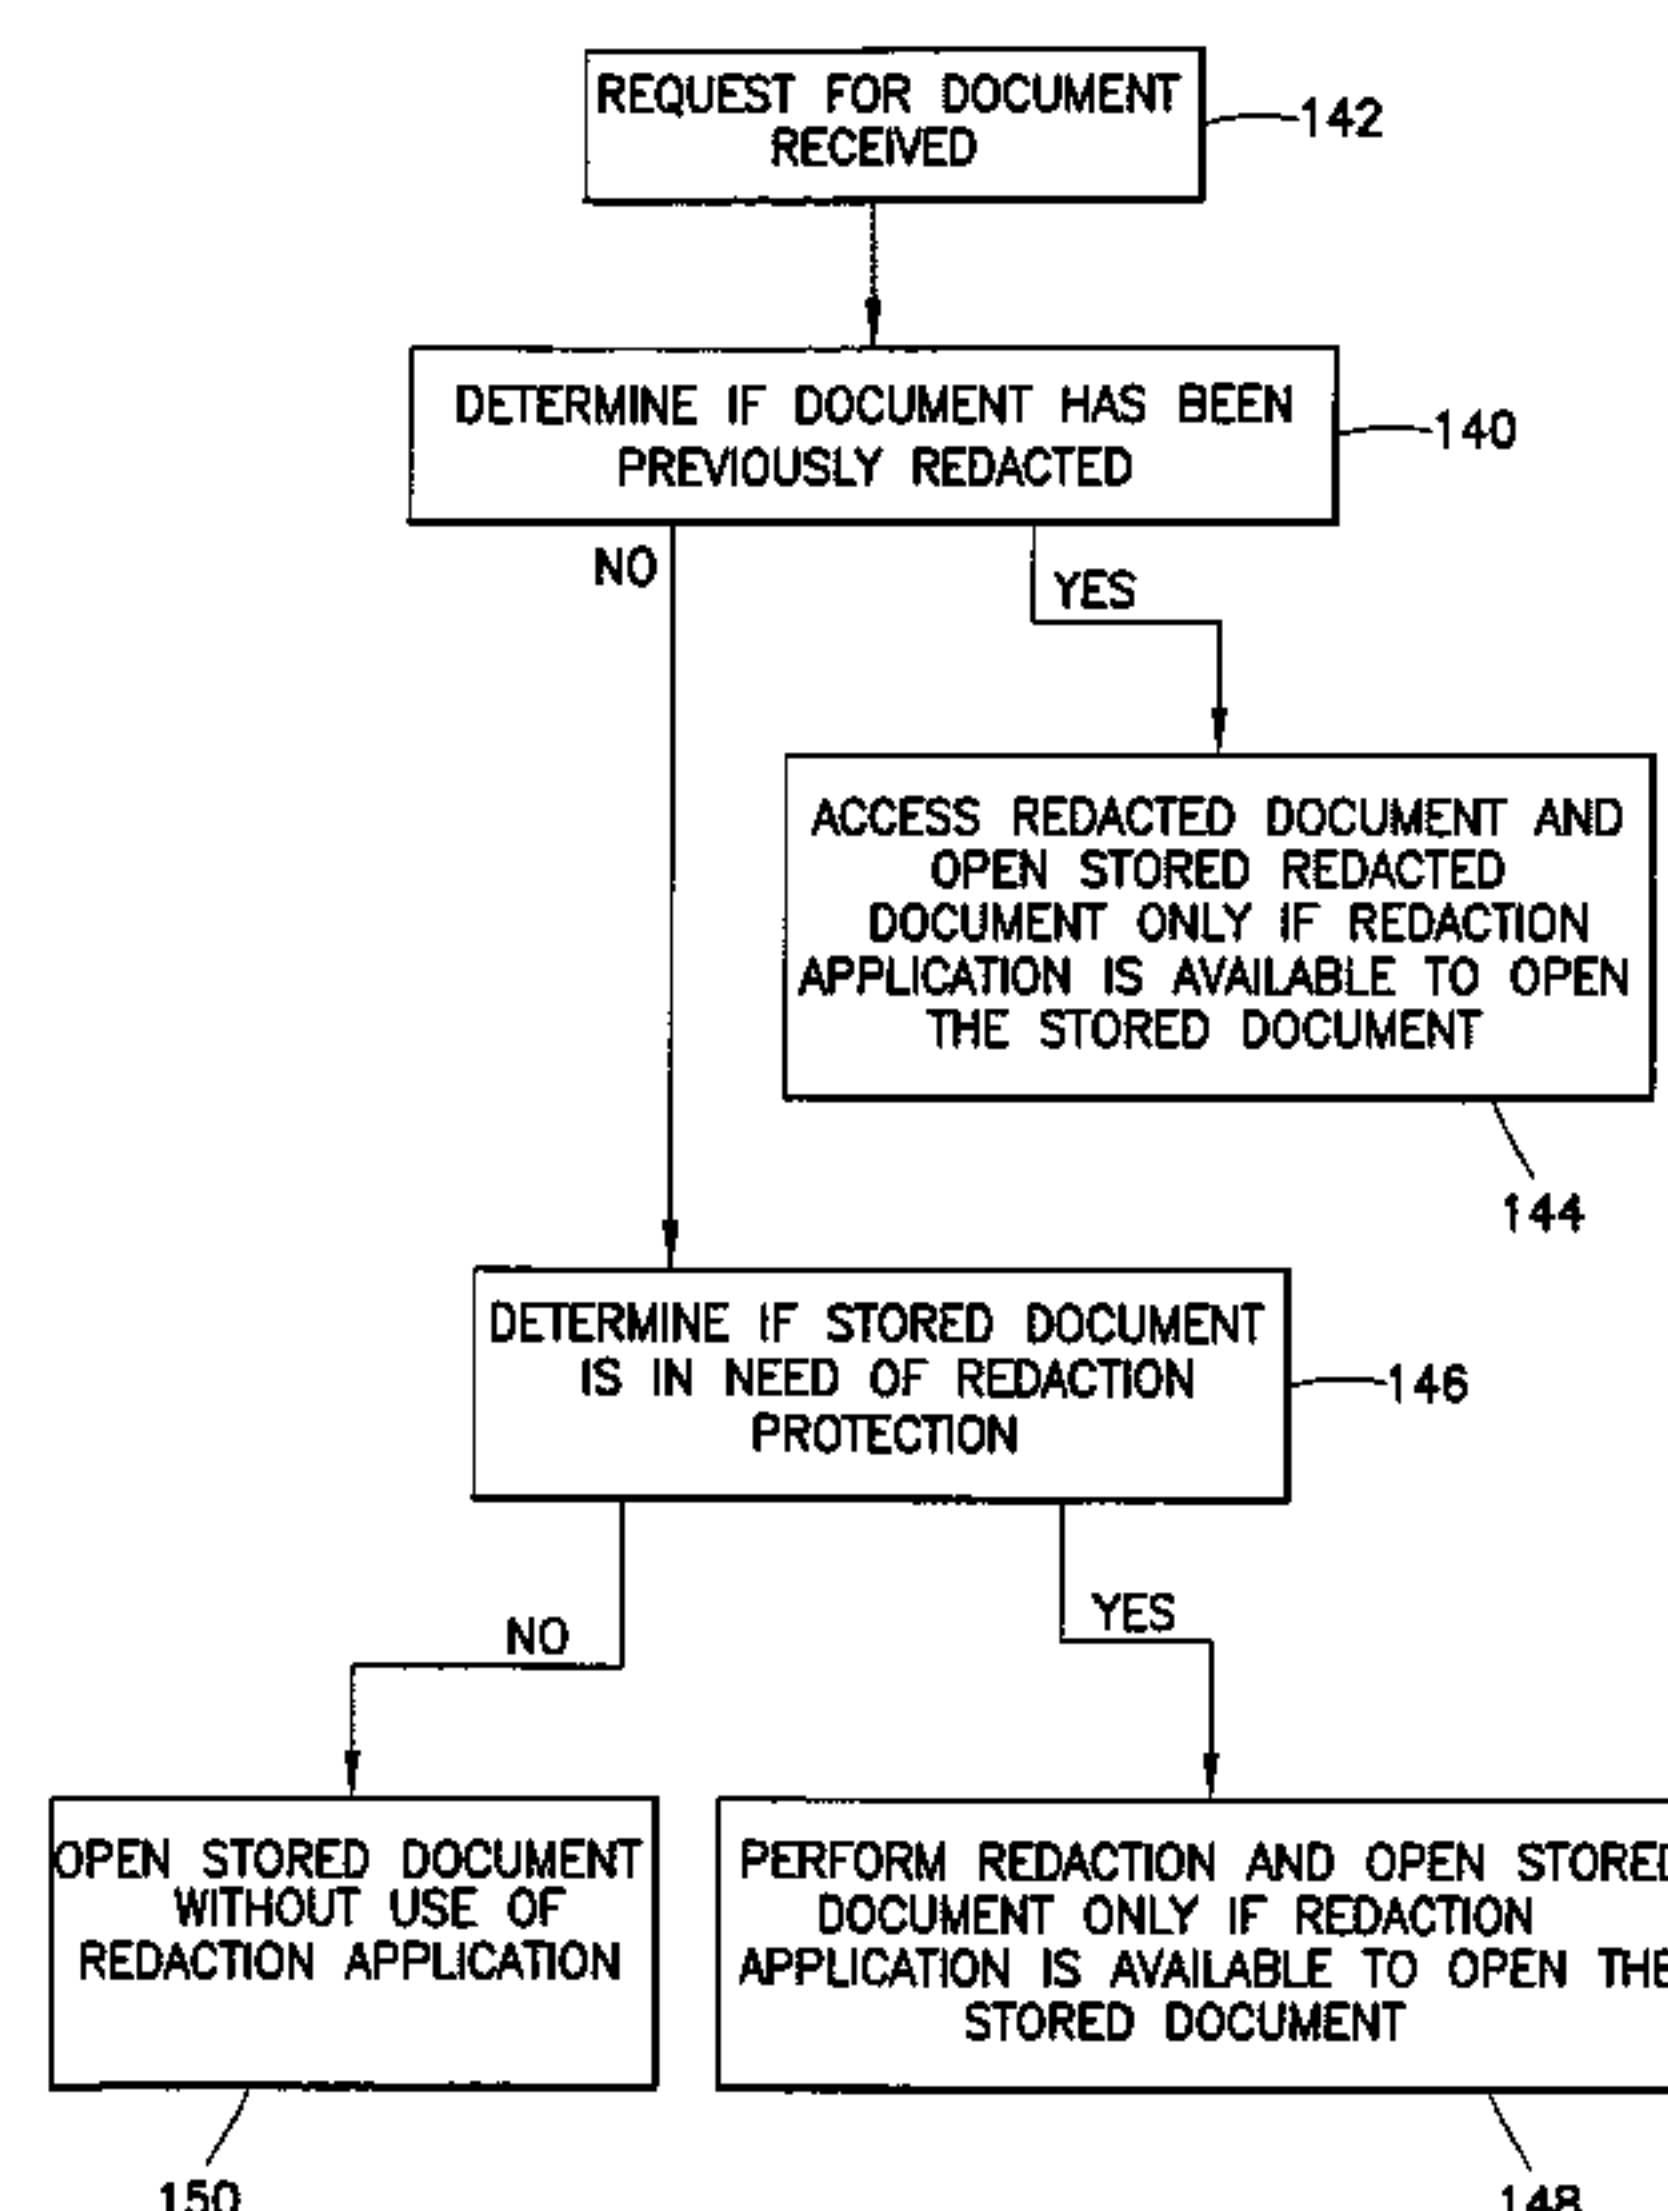 REQUEST FOR DOCUMENT
RECEIVED
142
DETERMINE IF DOCUMENT HAS BEEN
PREVIOUSLY REDACTED
140
NO
YES
ACCESS REDACTED DOCUMENT AND
OPEN STORED REDACTED
DOCUMENT ONLY IF REDACTION
APPLICATION IS AVAILABLE TO OPEN
THE STORED DOCUMENT
144
DETERMINE IF STORED DOCUMENT
IS IN NEED OF REDACTION
PROTECTION
146
NO
YES
OPEN STORED DOCUMENT
WITHOUT USE OF
REDACTION APPLICATION
150
PERFORM REDACTION AND OPEN STORED
DOCUMENT ONLY IF REDACTION
APPLICATION IS AVAILABLE TO OPEN THE
STORED DOCUMENT
148